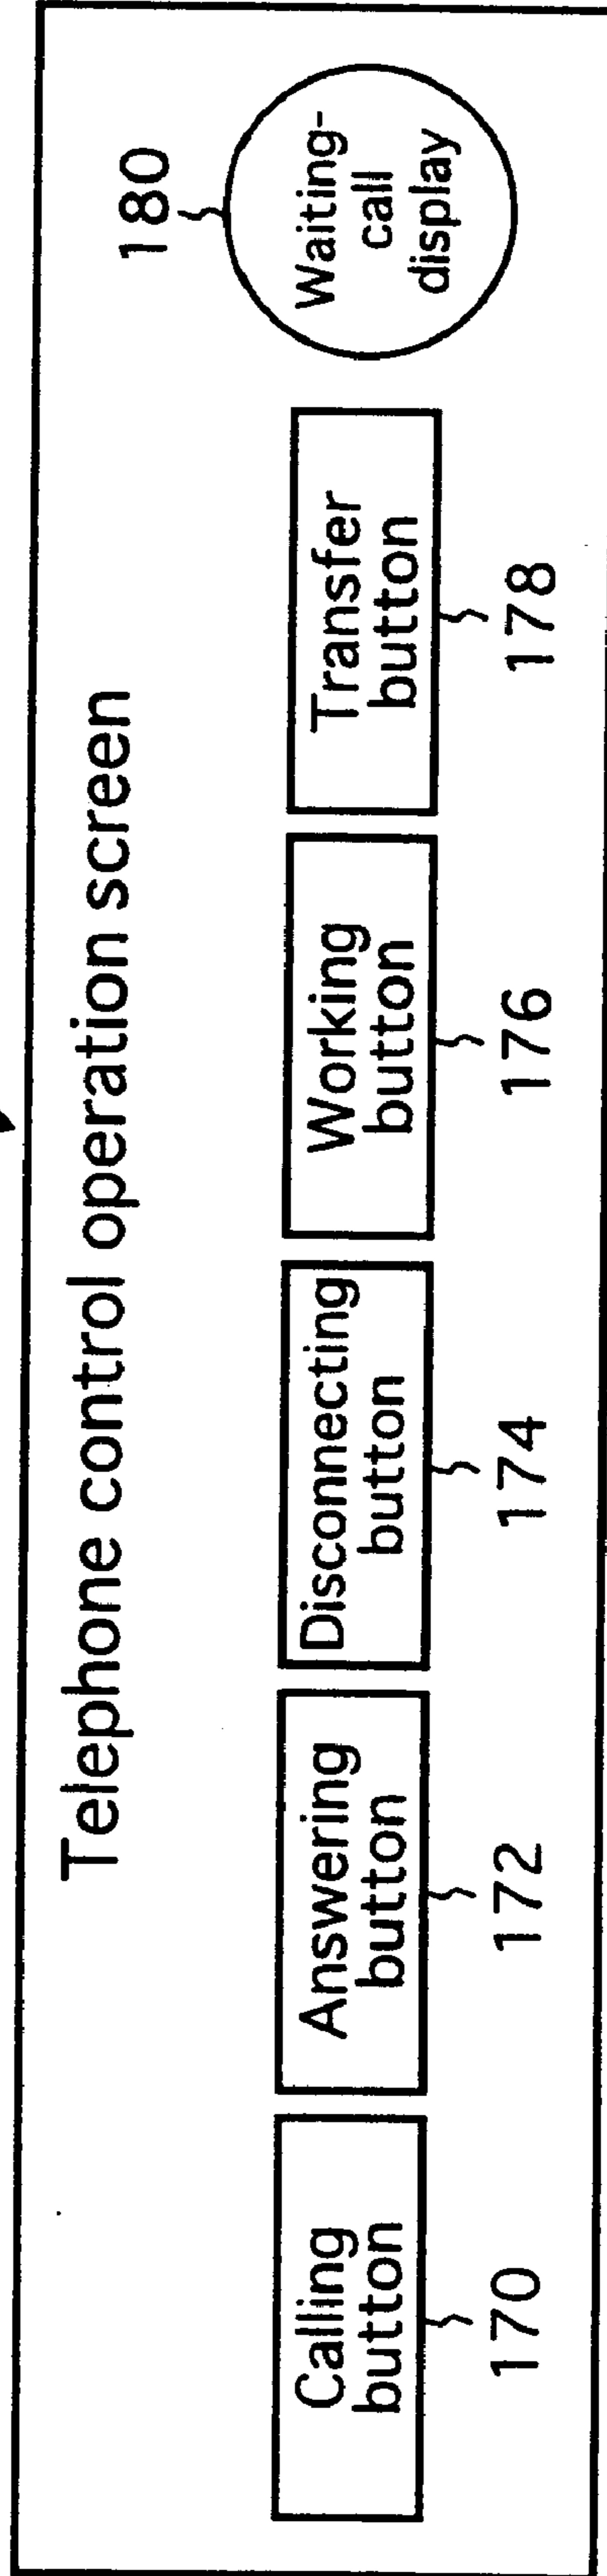 Telephone control operation screen
180
Calling
button
Answering
button
Disconnecting
button
Working
button
Transfer
button
Waiting-
call
display
170
172
174
176
178